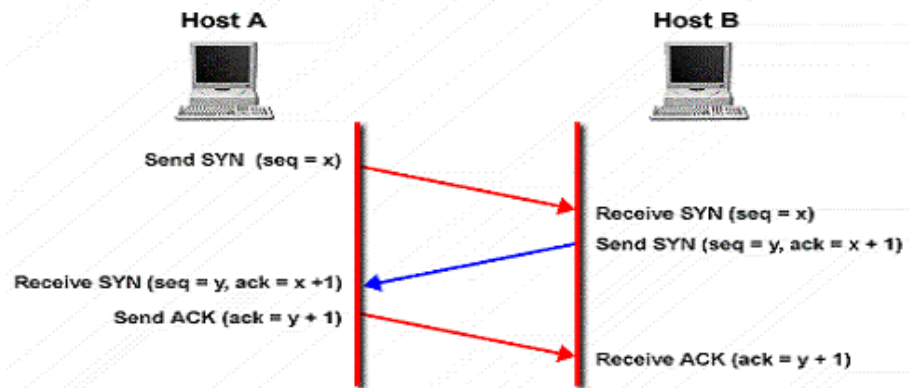 Host A
Host B
Send SYN (seq = x)
Receive SYN (seq = x)
Send SYN (seq = y, ack = x + 1)
Receive SYN (seq = y, ack = x +1)
Send ACK (ack = y + 1)
Receive ACK (ack = y + 1)